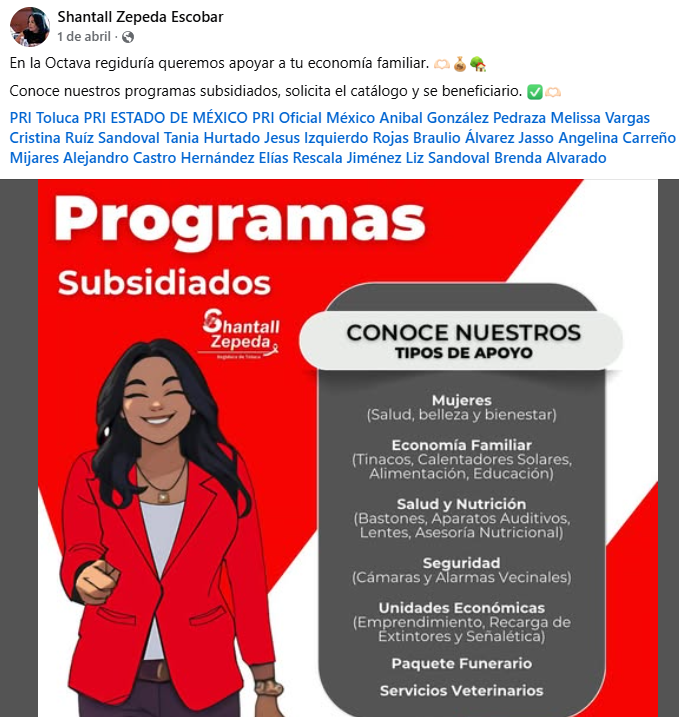 Shantall Zepeda Escobar
1 de abril ·
En la Octava regiduría queremos apoyar a tu economía familiar. 🫶🏻💰🏡
Conoce nuestros programas subsidiados, solicita el catálogo y se beneficiario. ✅🫶🏻
PRI Toluca PRI ESTADO DE MÉXICO PRI Oficial México Anibal González Pedraza Melissa Vargas
Cristina Ruíz Sandoval Tania Hurtado Jesus Izquierdo Rojas Braulio Álvarez Jasso Angelina Carreño
Mijares Alejandro Castro Hernández Elías Rescala Jiménez Liz Sandoval Brenda Alvarado
Programas
Subsidiados
Shantall
Zepeda
Regidora de Toluca
CONOCE NUESTROS
TIPOS DE APOYO
Mujeres
(Salud, belleza y bienestar)
Economía Familiar
(Tinacos, Calentadores Solares,
Alimentación, Educación)
Salud y Nutrición
(Bastones, Aparatos Auditivos,
Lentes, Asesoría Nutricional)
Seguridad
(Cámaras y Alarmas Vecinales)
Unidades Económicas
(Emprendimiento, Recarga de
Extintores y Señalética)
Paquete Funerario
Servicios Veterinarios